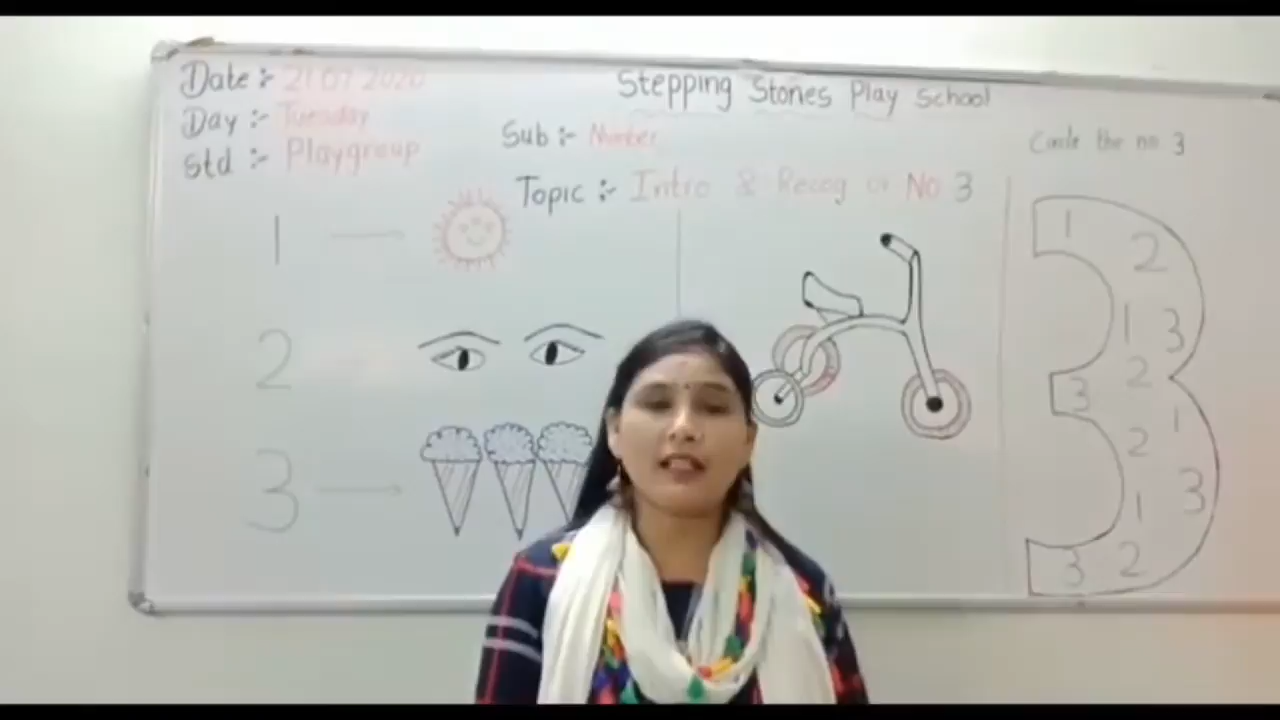 Date :- 21.07.2020
Day :- Tuesday
Std :- Playgroup
Stepping Stones Play School
Sub :- Number
Topic :- Intro & Recog of No 3
1
2
3
Circle the no 3
1
2
1 3
2
3
1
2
3
1
3 2